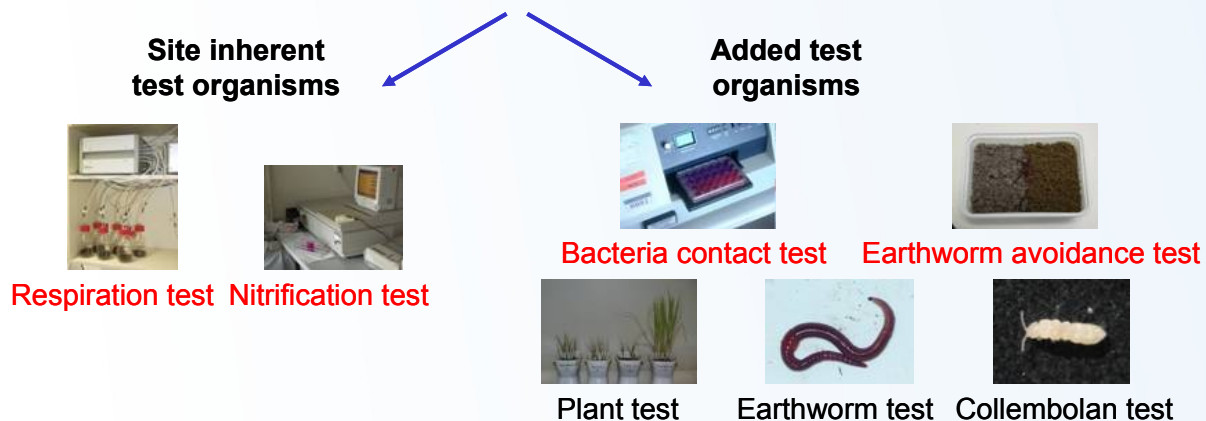 Site inherent
test organisms
Added test
organisms
Bacteria contact test
Earthworm avoidance test
Respiration test
Nitrification test
Plant test
Earthworm test
Collembolan test